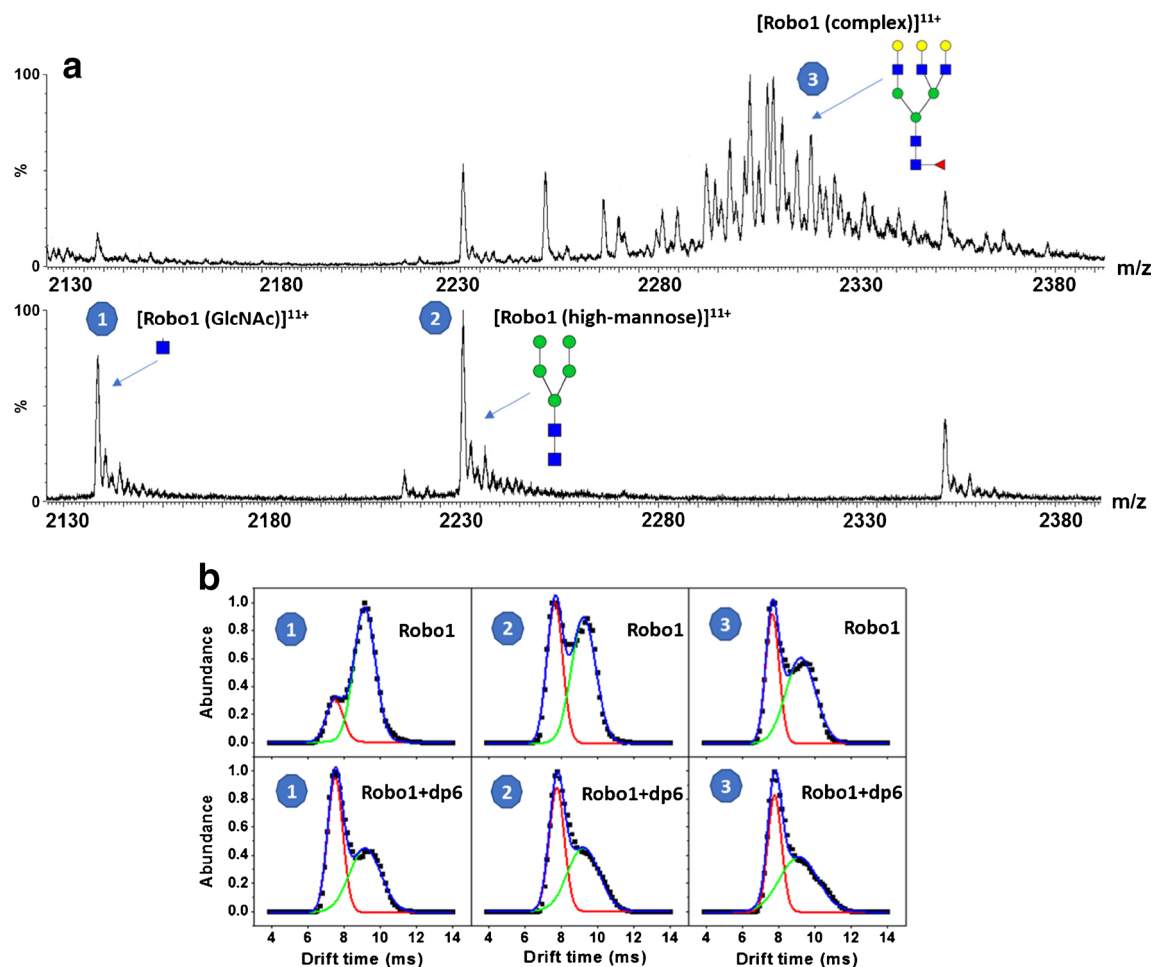 a
[Robo1 (complex)]¹¹⁺
3
100
%
0
2130 2180 2230 2280 2330 2380 m/z
100
1 [Robo1 (GlcNAc)]¹¹⁺
2 [Robo1 (high-mannose)]¹¹⁺
%
0
2130 2180 2230 2280 2330 2380 m/z
b
Abundance
1.0
0.8
0.6
0.4
0.2
0.0
1 Robo1
2 Robo1
3 Robo1
Abundance
1.0
0.8
0.6
0.4
0.2
0.0
1 Robo1+dp6
2 Robo1+dp6
3 Robo1+dp6
4 6 8 10 12 14 4 6 8 10 12 14 4 6 8 10 12 14
Drift time (ms) Drift time (ms) Drift time (ms)